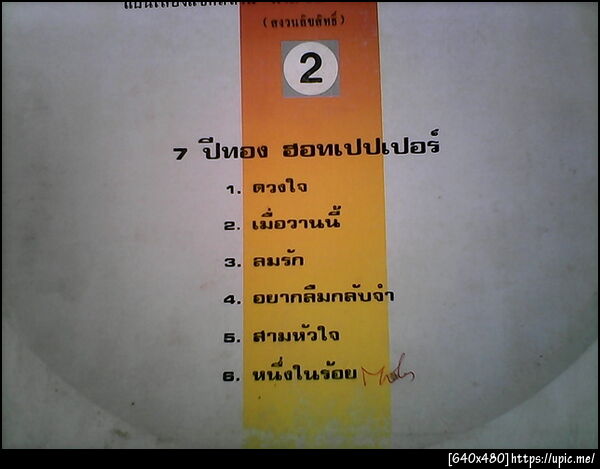 (สงวนลิขสิทธิ์)
2
7 ปีทอง ฮอทเปปเปอร์
1. ดวงใจ
2. เมื่อวานนี้
3. ลมรัก
4. อยากลืมกลับจำ
5. สามหัวใจ
6. หนึ่งในร้อย
[640x480]https://upic.me/